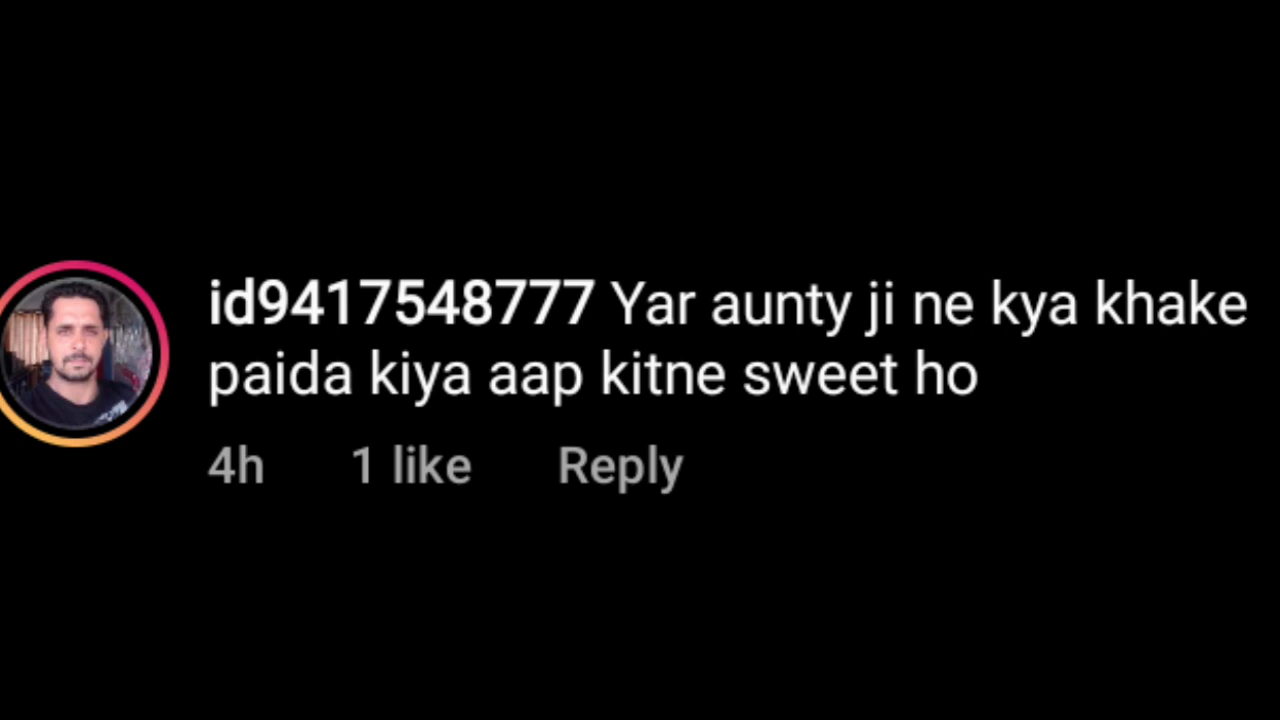 id9417548777 Yar aunty ji ne kya khake
paida kiya aap kitne sweet ho
4h 1 like Reply